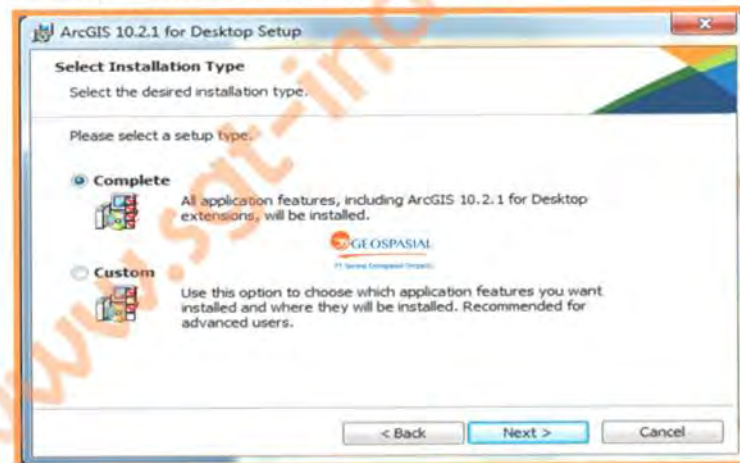 ArcGIS 10.2.1 for Desktop Setup
Select Installation Type
Select the desired installation type.
Please select a setup type.
Complete
All application features, including ArcGIS 10.2.1 for Desktop
extensions, will be installed.
GEOSPASIAL
Custom
Use this option to choose which application features you want
installed and where they will be installed. Recommended for
advanced users.
< Back
Next >
Cancel
www.sgt-ind